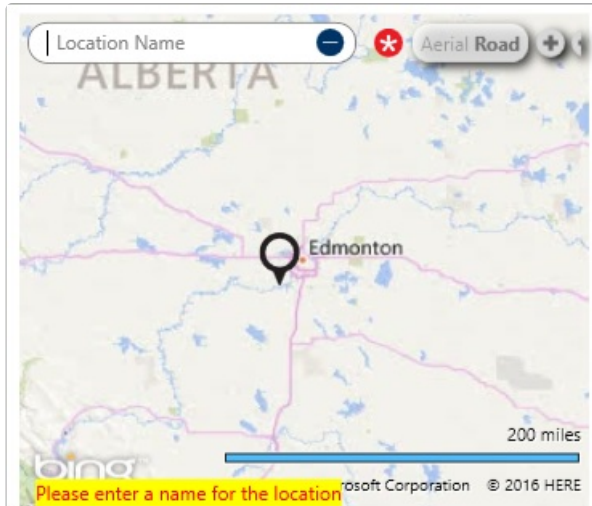 Location Name
Aerial Road
ALBERTA
Edmonton
200 miles
bing
Please enter a name for the location
rosoft Corporation © 2016 HERE